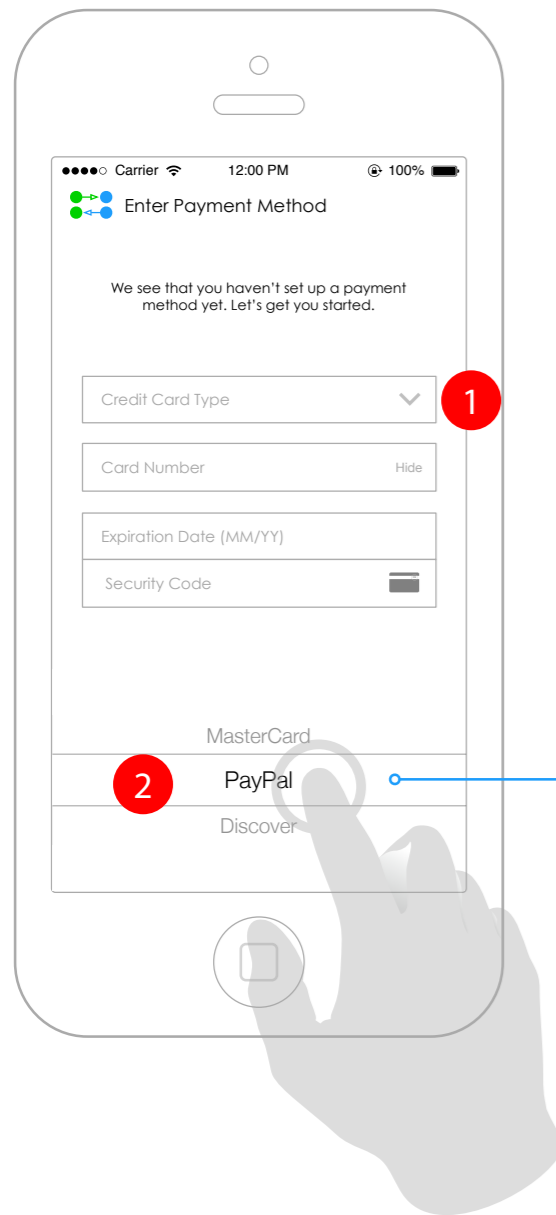 Carrier 12:00 PM 100%
Enter Payment Method
We see that you haven't set up a payment
method yet. Let's get you started.
Credit Card Type 1
Card Number Hide
Expiration Date (MM/YY)
Security Code
MasterCard
2 PayPal
Discover